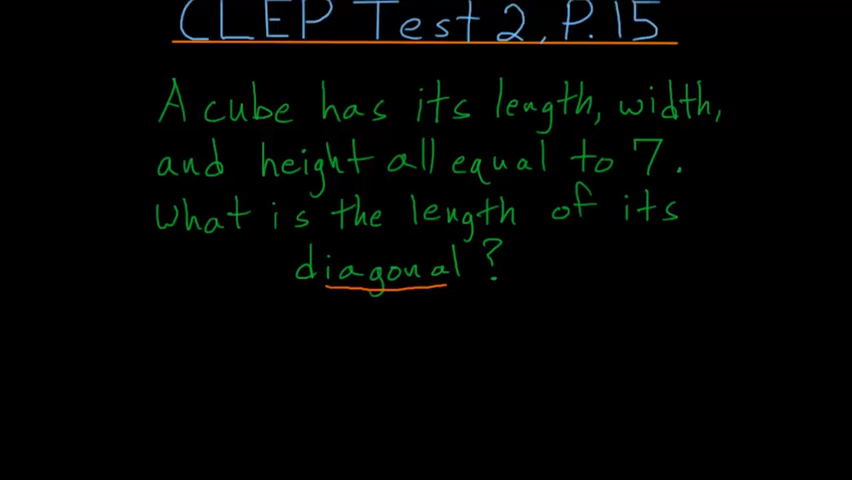 CLEP Test 2, P. 15
A cube has its length, width,
and height all equal to 7.
What is the length of its
diagonal?